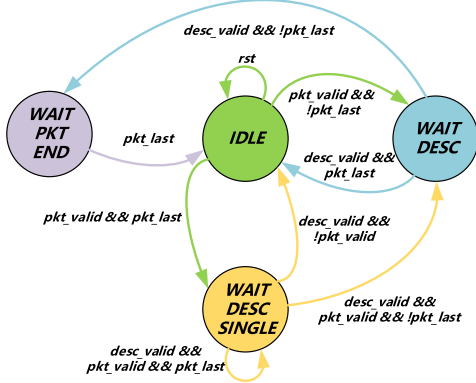 desc_valid && !pkt_last
rst
pkt_valid &&
!pkt_last
WAIT
PKT
END
pkt_last
IDLE
WAIT
DESC
desc_valid &&
pkt_last
pkt_valid && pkt_last
desc_valid &&
!pkt_valid
WAIT
DESC
SINGLE
desc_valid &&
pkt_valid && !pkt_last
desc_valid &&
pkt_valid && pkt_last